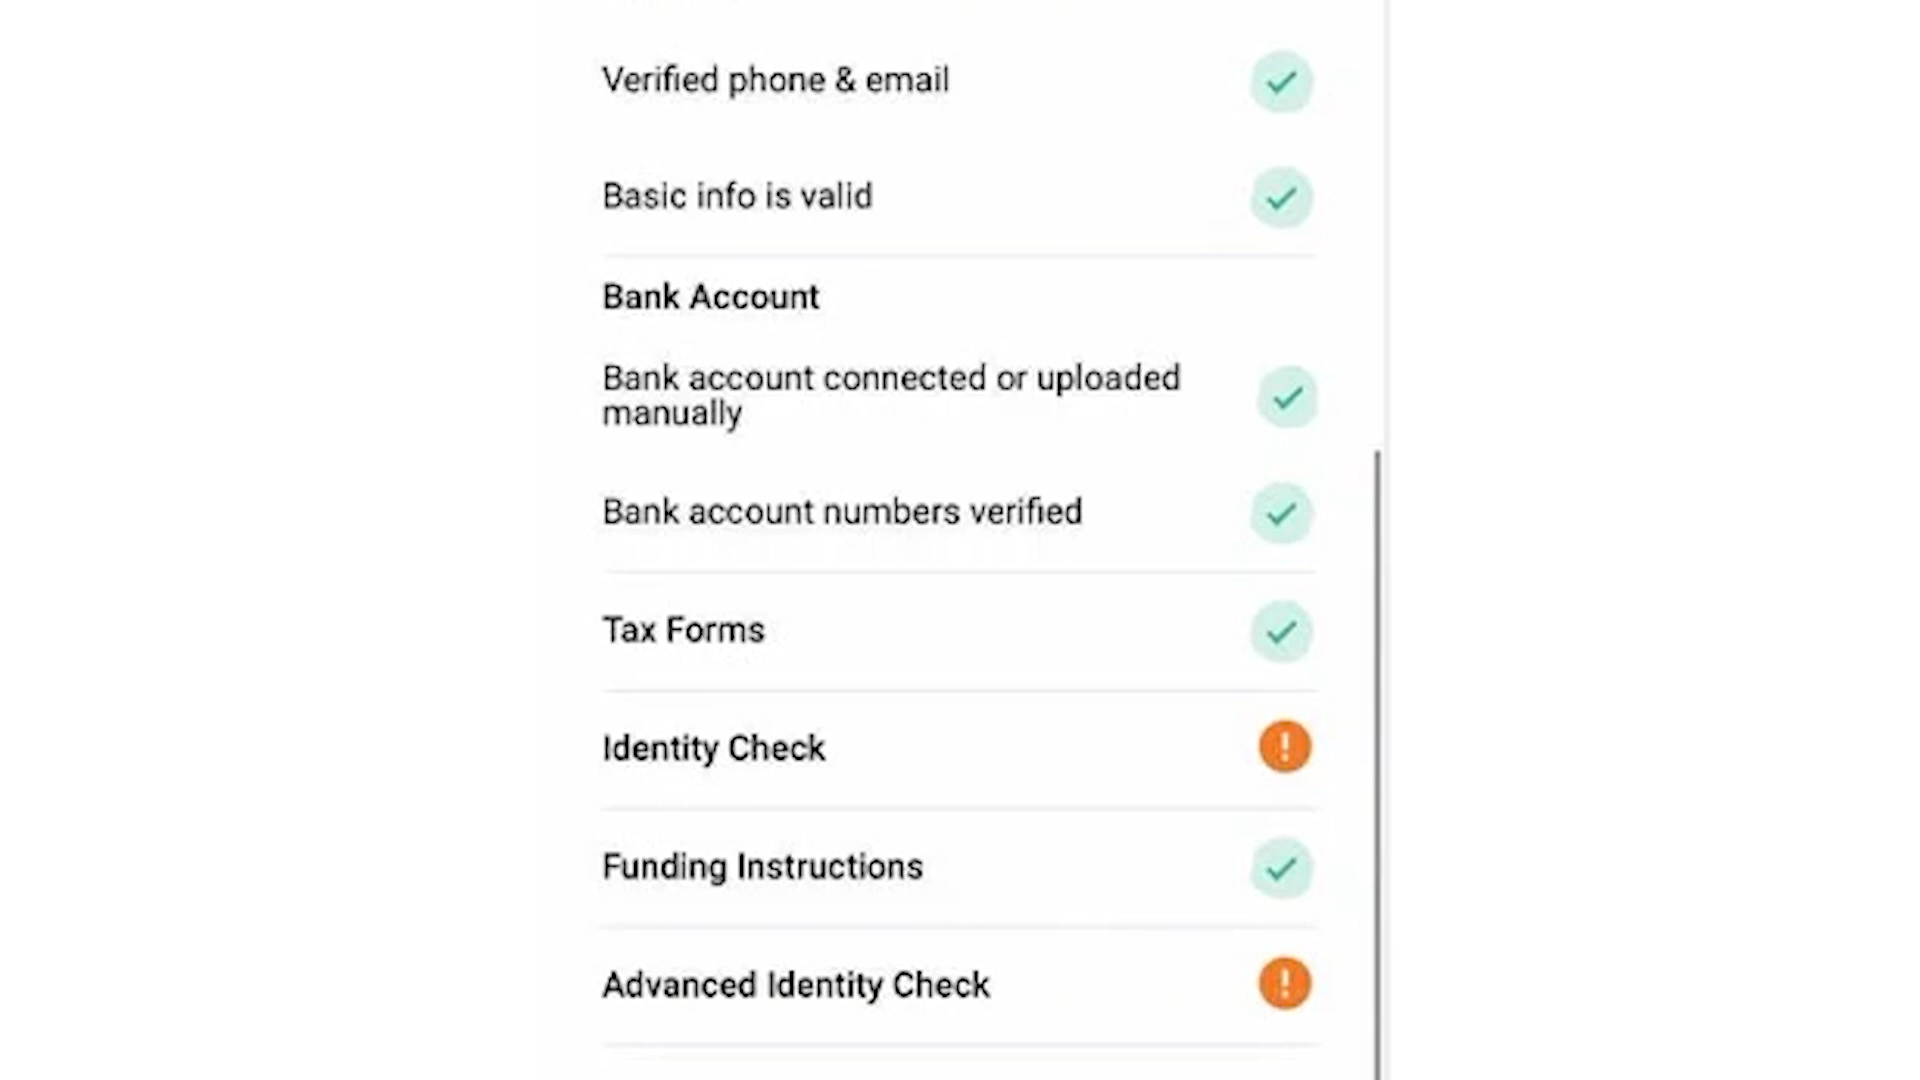 Verified phone & email
Basic info is valid
Bank Account
Bank account connected or uploaded
manually
Bank account numbers verified
Tax Forms
Identity Check
Funding Instructions
Advanced Identity Check